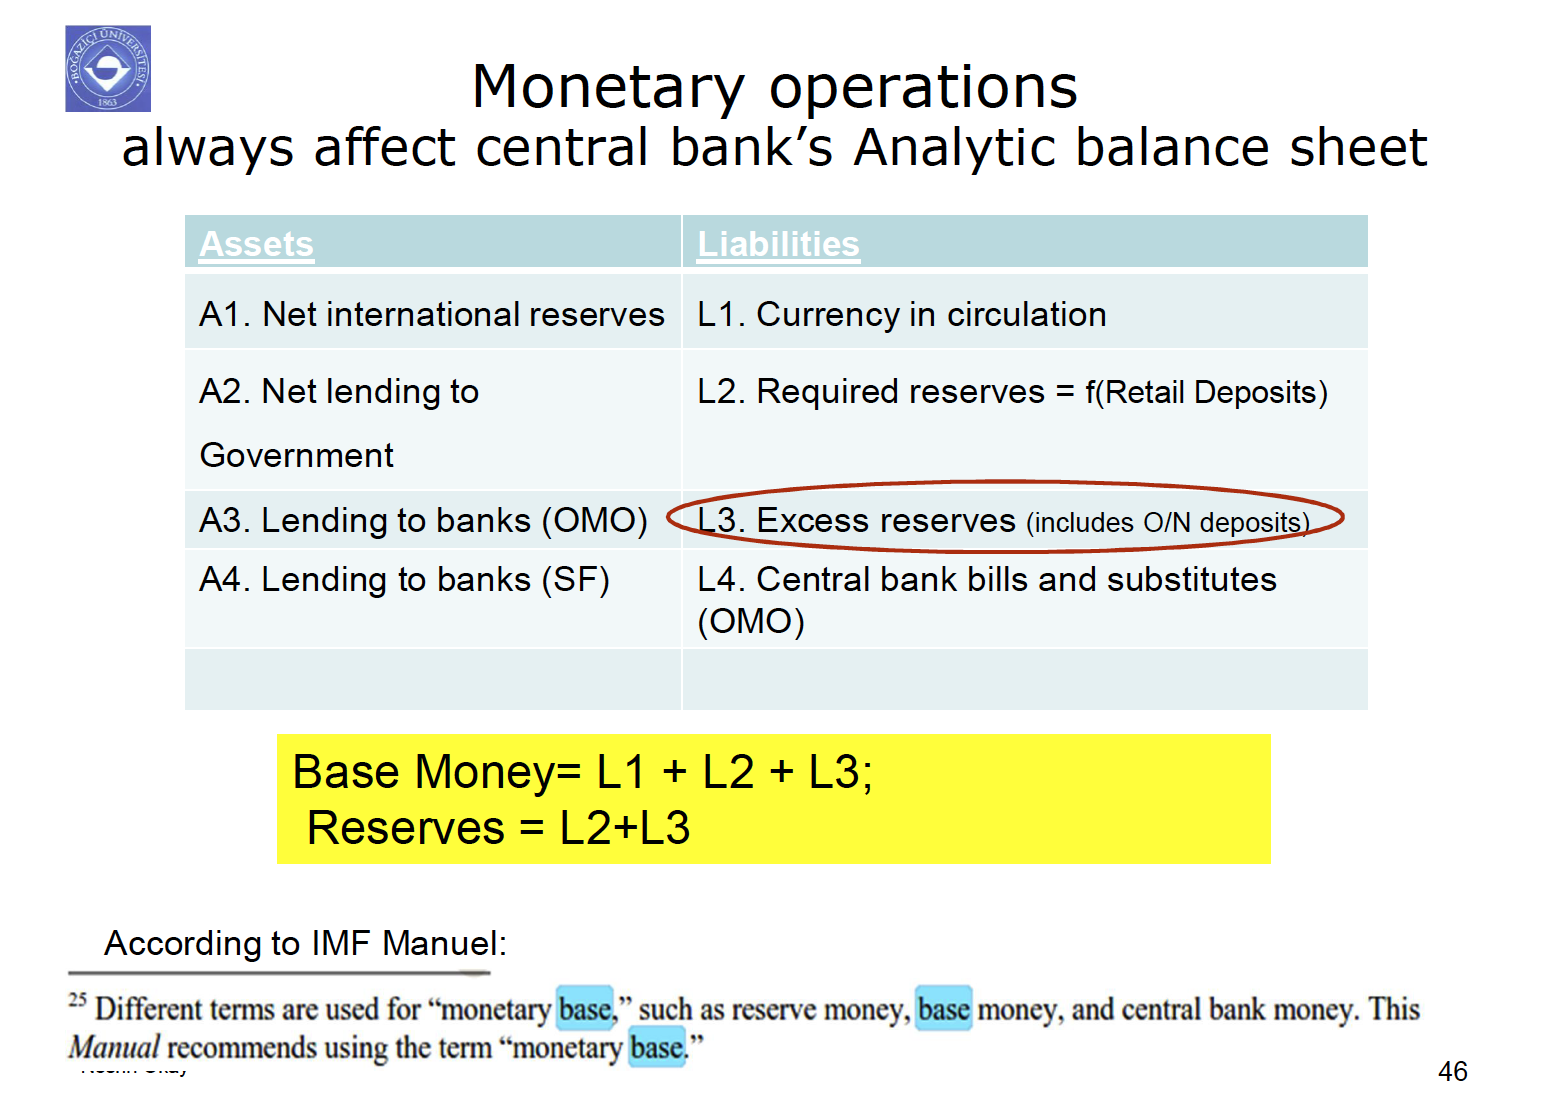 BOĞAZİÇİ ÜNİVERSİTESİ
1863
Monetary operations
always affect central bank’s Analytic balance sheet
Assets
Liabilities
A1. Net international reserves
L1. Currency in circulation
A2. Net lending to
Government
L2. Required reserves = f(Retail Deposits)
A3. Lending to banks (OMO)
L3. Excess reserves (includes O/N deposits)
A4. Lending to banks (SF)
L4. Central bank bills and substitutes
(OMO)
Base Money= L1 + L2 + L3;
Reserves = L2+L3
According to IMF Manuel:
25 Different terms are used for “monetary base,” such as reserve money, base money, and central bank money. This
Manual recommends using the term “monetary base.”
46